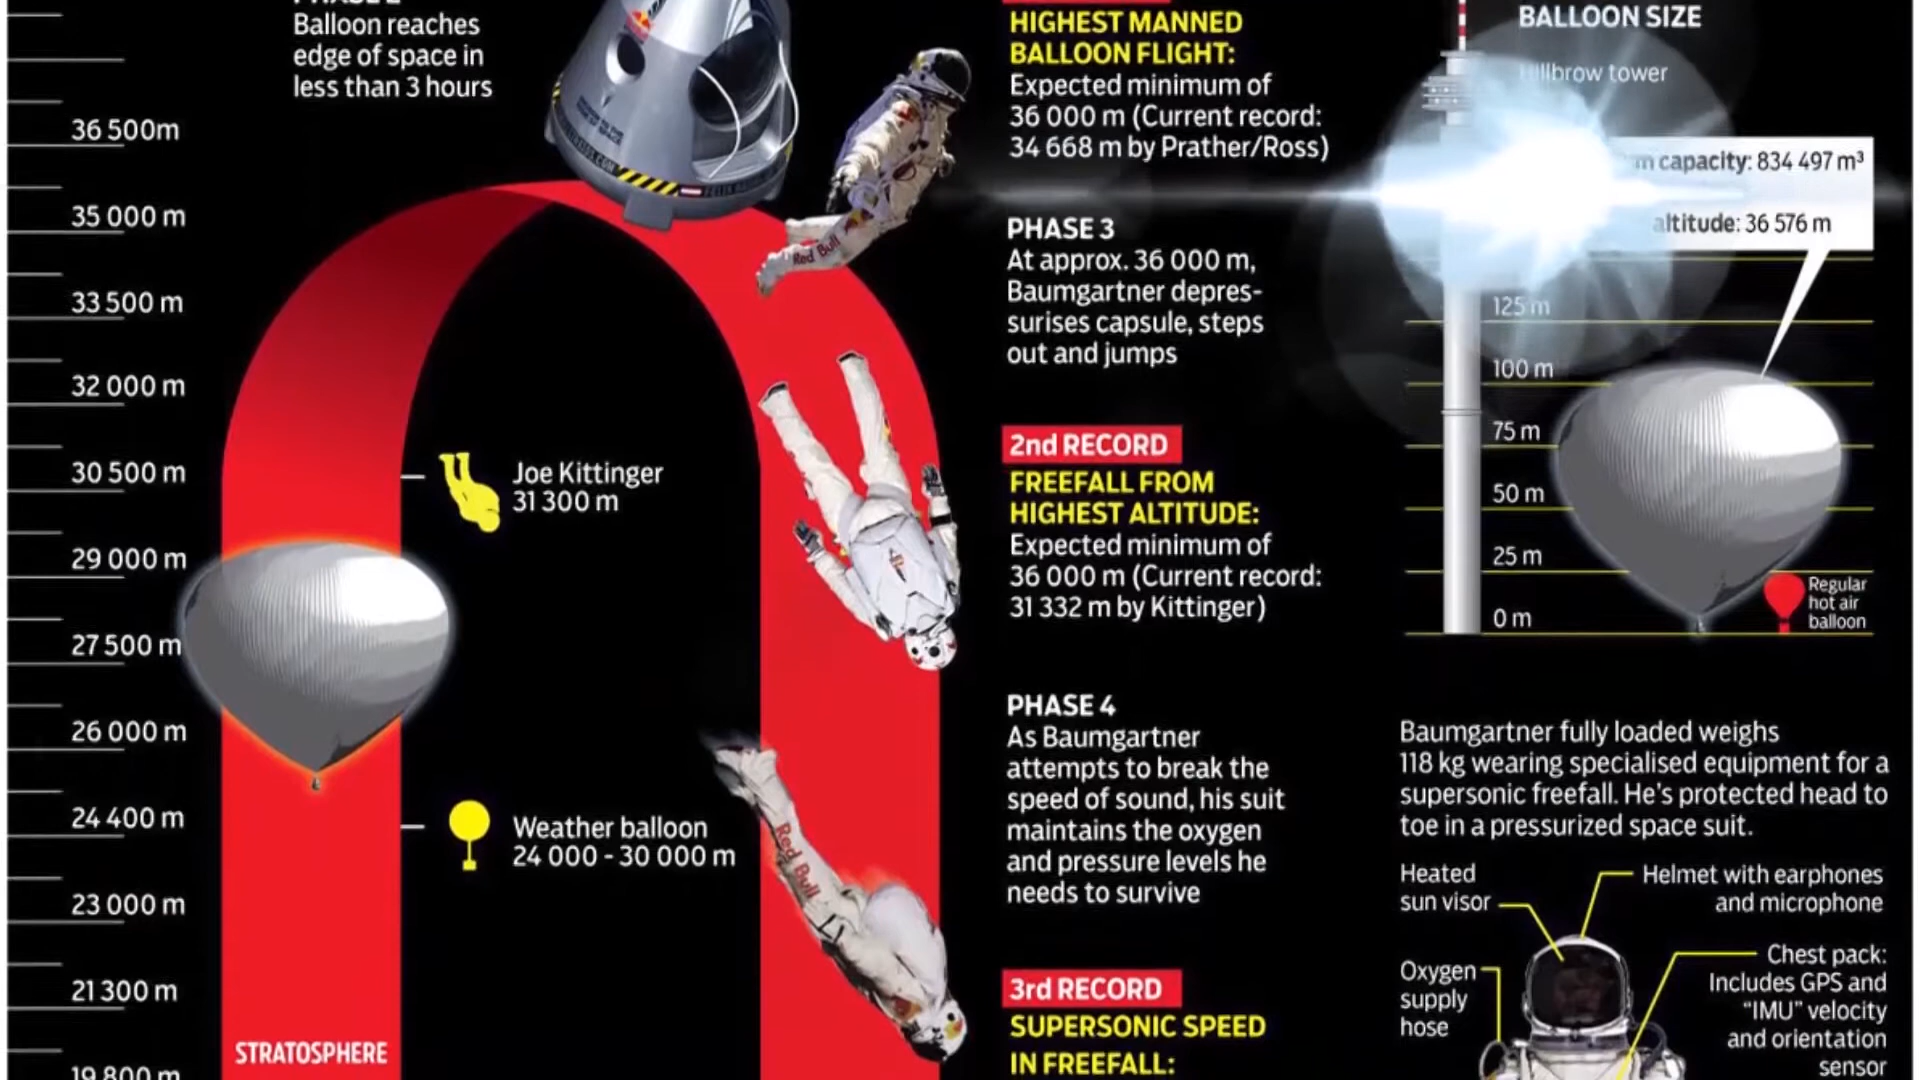 Balloon reaches
edge of space in
less than 3 hours
36 500m
35 000 m
33 500 m
32 000 m
30 500 m
29 000 m
27 500 m
26 000 m
24 400 m
23 000 m
21 300 m
19 800 m
Joe Kittinger
31 300 m
Weather balloon
24 000 - 30 000 m
STRATOSPHERE
Red Bull
Red Bull
HIGHEST MANNED
BALLOON FLIGHT:
Expected minimum of
36 000 m (Current record:
34 668 m by Prather/Ross)
PHASE 3
At approx. 36 000 m,
Baumgartner depres-
surises capsule, steps
out and jumps
2nd RECORD
FREEFALL FROM
HIGHEST ALTITUDE:
Expected minimum of
36 000 m (Current record:
31 332 m by Kittinger)
PHASE 4
As Baumgartner
attempts to break the
speed of sound, his suit
maintains the oxygen
and pressure levels he
needs to survive
3rd RECORD
SUPERSONIC SPEED
IN FREEFALL:
BALLOON SIZE
Hillbrow tower
capacity: 834 497 m³
altitude: 36 576 m
125 m
100 m
75 m
50 m
25 m
0 m
Regular
hot air
balloon
Baumgartner fully loaded weighs
118 kg wearing specialised equipment for a
supersonic freefall. He's protected head to
toe in a pressurized space suit.
Heated
sun visor
Helmet with earphones
and microphone
Oxygen
supply
hose
Chest pack:
Includes GPS and
"IMU" velocity
and orientation
sensor